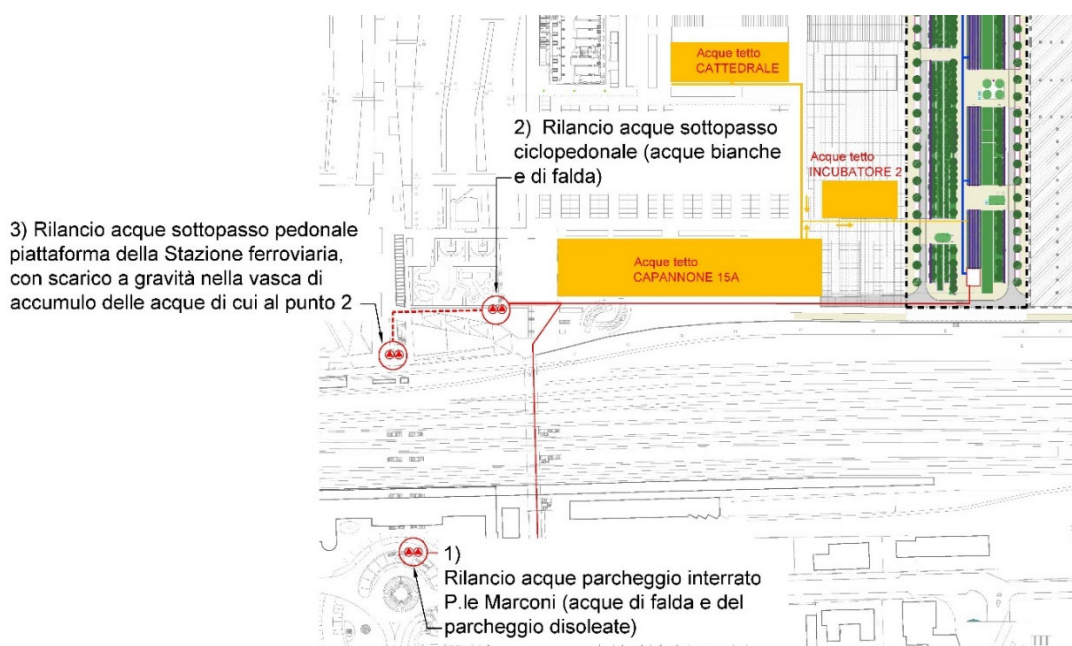 Acque tetto
CATTEDRALE
2) Rilancio acque sottopasso
ciclopedonale (acque bianche
e di falda)
Acque tetto
INCUBATORE 2
3) Rilancio acque sottopasso pedonale
piattaforma della Stazione ferroviaria,
con scarico a gravità nella vasca di
accumulo delle acque di cui al punto 2
Acque tetto
CAPANNONE 15A
1)
Rilancio acque parcheggio interrato
P.le Marconi (acque di falda e del
parcheggio disoleate)